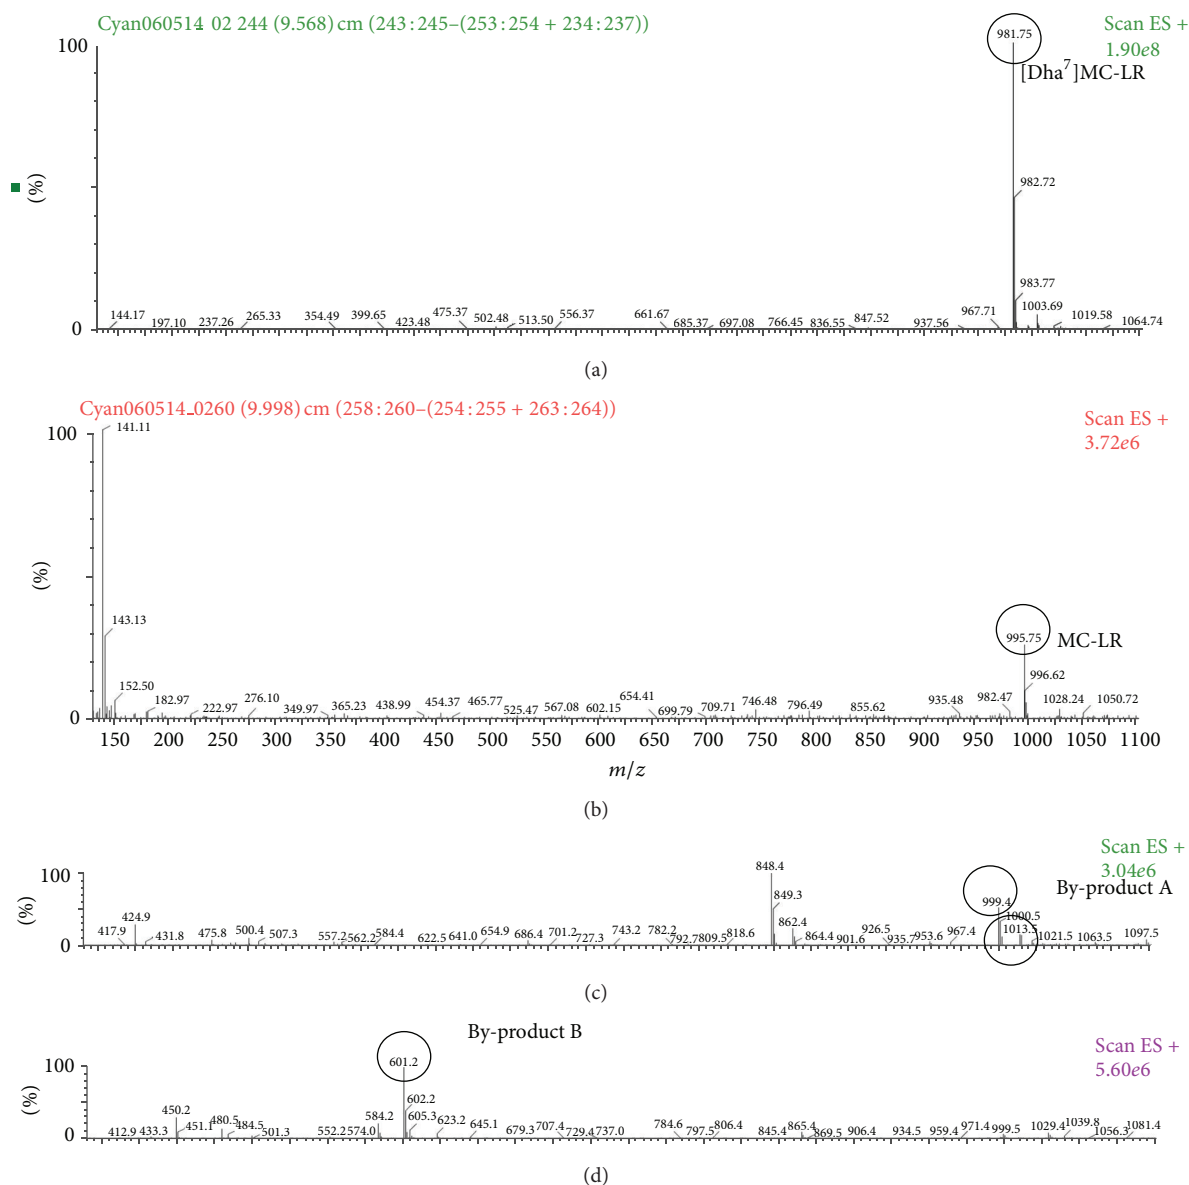 Cyan060514_ 02 244 (9.568) cm (243:245–(253:254 + 234:237))
Scan ES +
1.90e8
100
(%)
0
981.75
[Dha7]MC-LR
982.72
983.77
144.17 197.10 237.26 265.33 354.49 399.65 423.48 475.37 502.48 513.50 556.37 661.67 685.37 697.08 766.45 836.55 847.52 937.56 967.71 1003.69 1019.58 1064.74
(a)
Cyan060514_0260 (9.998) cm (258:260–(254:255 + 263:264))
Scan ES +
3.72e6
100
(%)
0
141.11
143.13
995.75
MC-LR
996.62
152.50 182.97 222.97 276.10 349.97 365.23 438.99 454.37 465.77 525.47 567.08 602.15 654.41 699.79 709.71 746.48 796.49 855.62 935.48 982.47 1028.24 1050.72
150 200 250 300 350 400 450 500 550 600 650 700 750 800 850 900 950 1000 1050 1100
m/z
(b)
Scan ES +
3.04e6
100
(%)
0
848.4
849.3
999.4
By-product A
1000.5
1013.5
417.9 424.9 431.8 475.8 500.4 507.3 557.2 562.2 584.4 622.5 641.0 654.9 686.4 701.2 727.3 743.2 782.2 792.7 809.5 818.6 862.4 864.4 901.6 926.5 935.7 953.6 967.4 1021.5 1063.5 1097.5
(c)
By-product B
Scan ES +
5.60e6
100
(%)
0
601.2
602.2
412.9 433.3 450.2 451.1 480.5 484.5 501.3 552.2 574.0 584.2 605.3 623.2 645.1 679.3 707.4 729.4 737.0 784.6 797.5 806.4 845.4 865.4 869.5 906.4 934.5 959.4 971.4 999.5 1029.4 1039.8 1056.3 1081.4
(d)